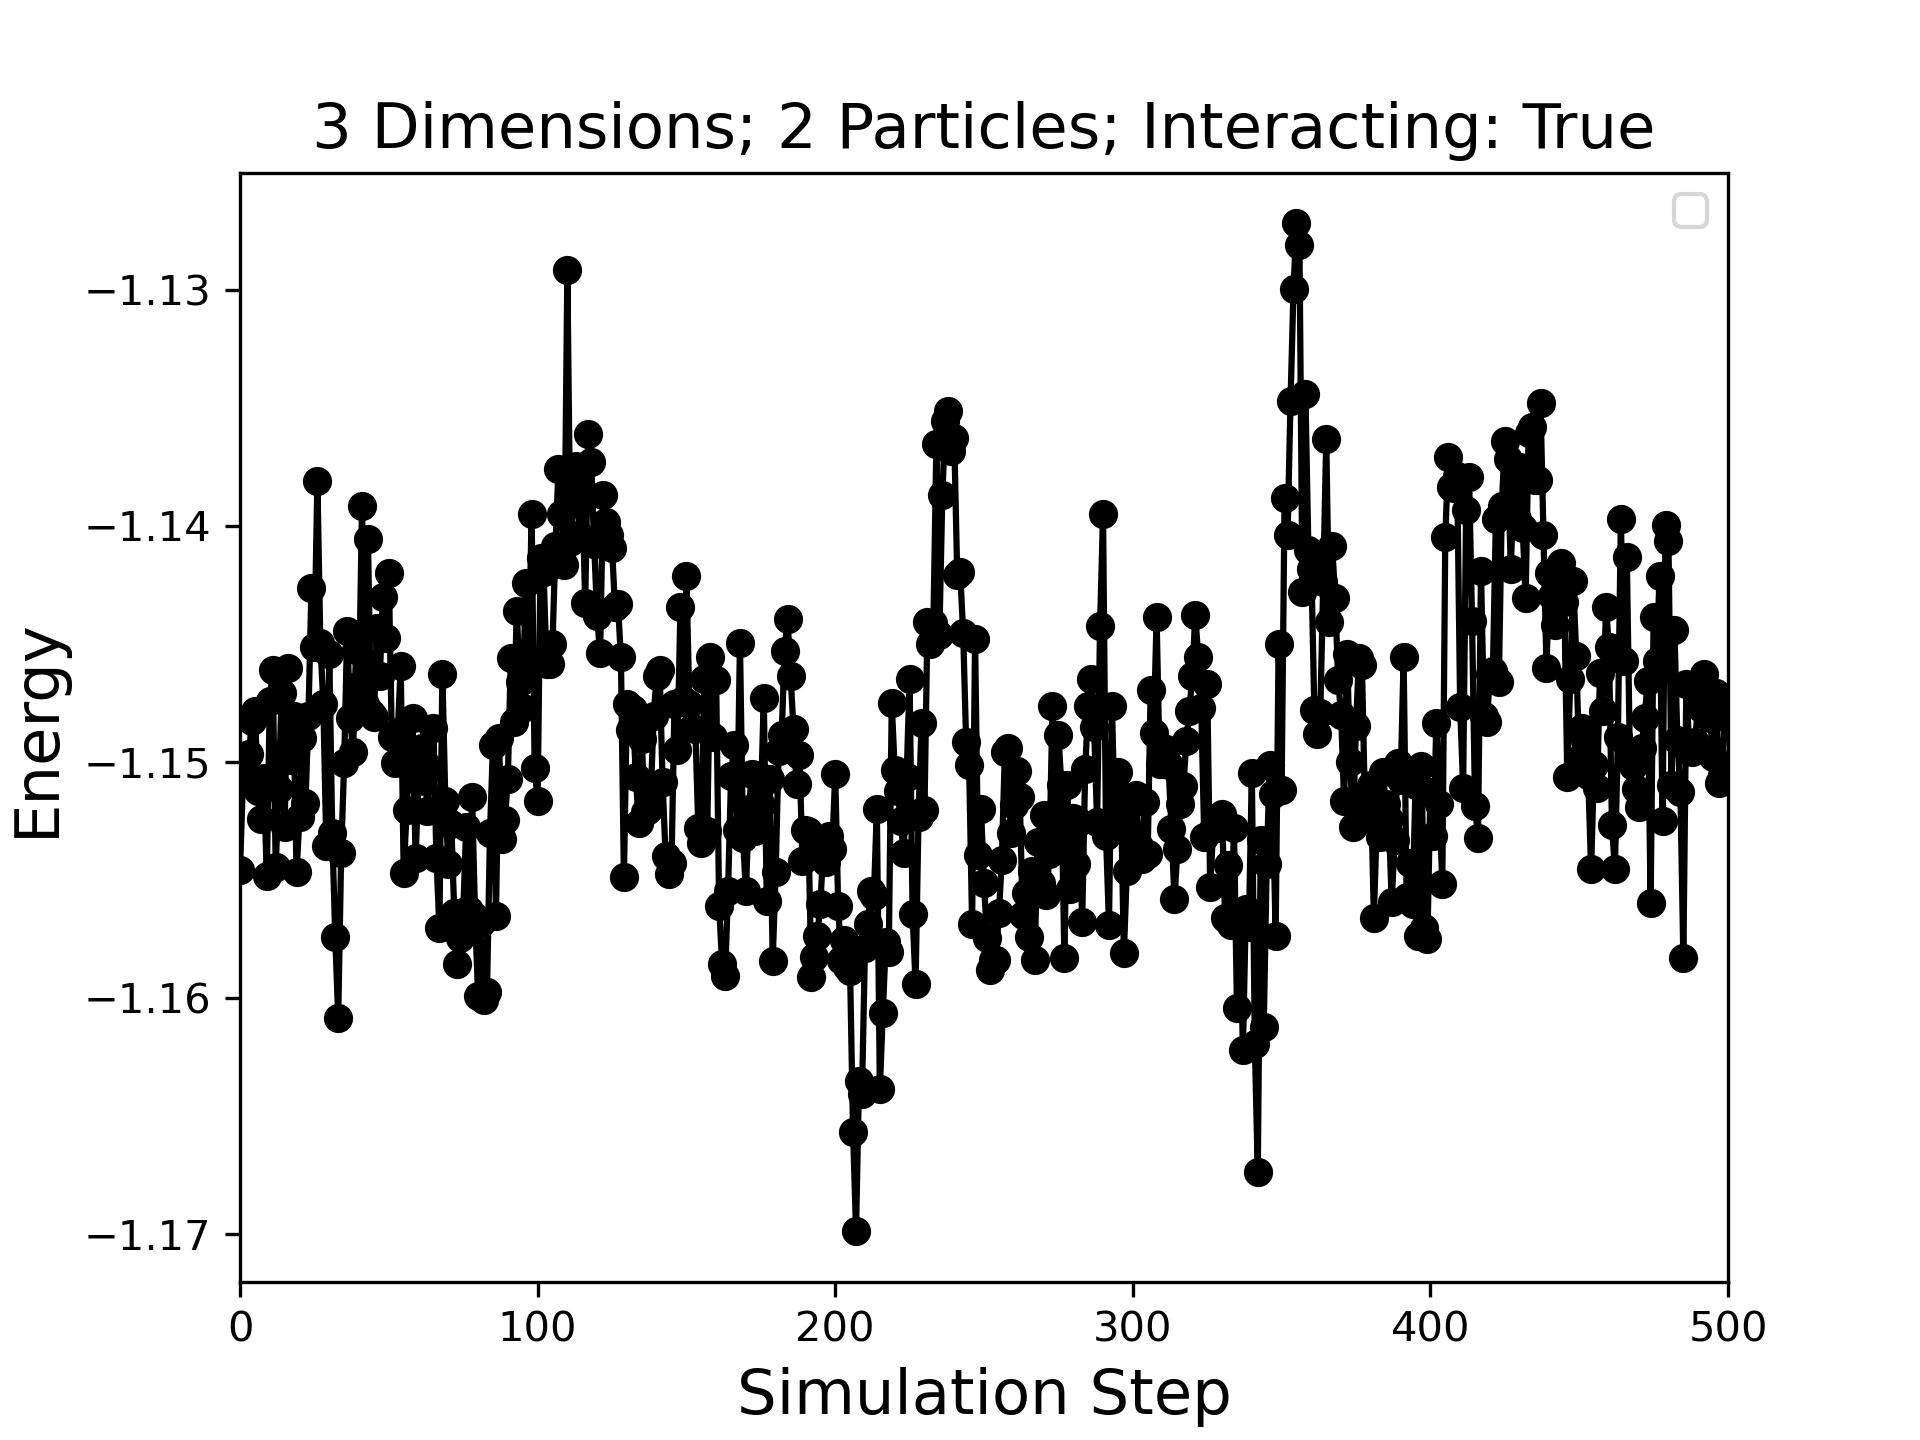 3 Dimensions; 2 Particles; Interacting: True
Energy
−1.13
−1.14
−1.15
−1.16
−1.17
0 100 200 300 400 500
Simulation Step